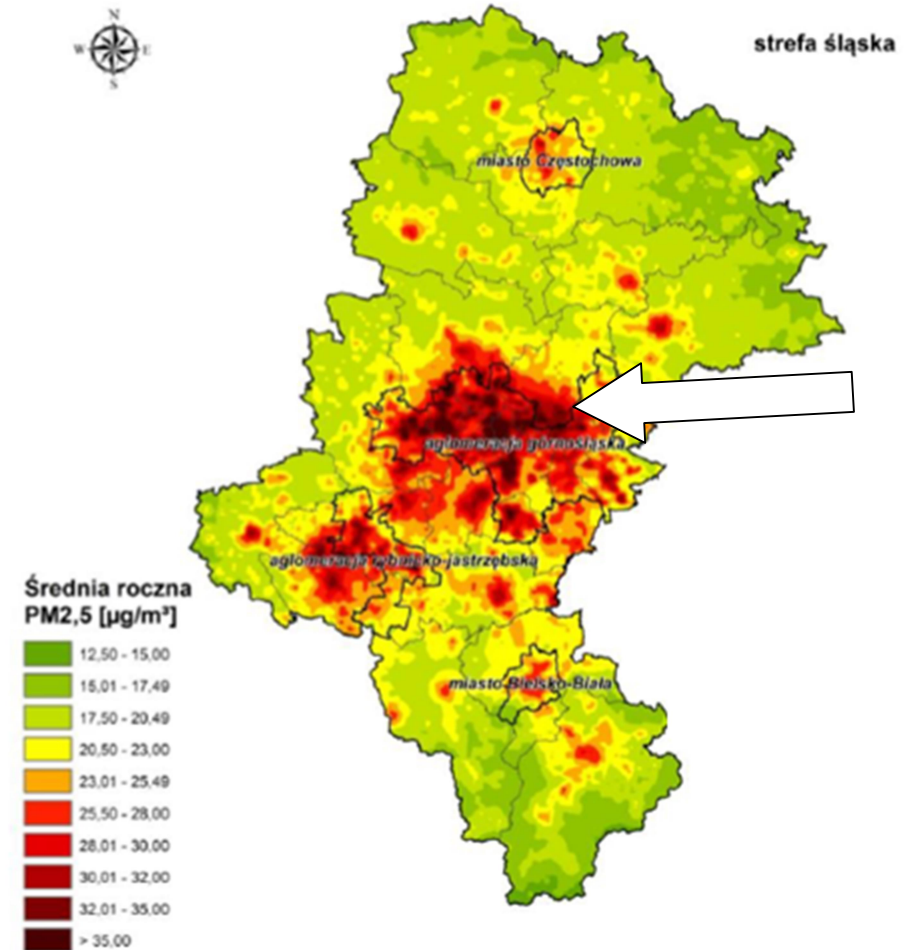 N
W E
S
strefa śląska
miasto Częstochowa
aglomeracja górnośląska
aglomeracja rybnicko-jastrzębska
miasto Bielsko-Biała
Średnia roczna
PM2,5 [µg/m³]
12,50 - 15,00
15,01 - 17,49
17,50 - 20,49
20,50 - 23,00
23,01 - 25,49
25,50 - 28,00
28,01 - 30,00
30,01 - 32,00
32,01 - 35,00
> 35,00